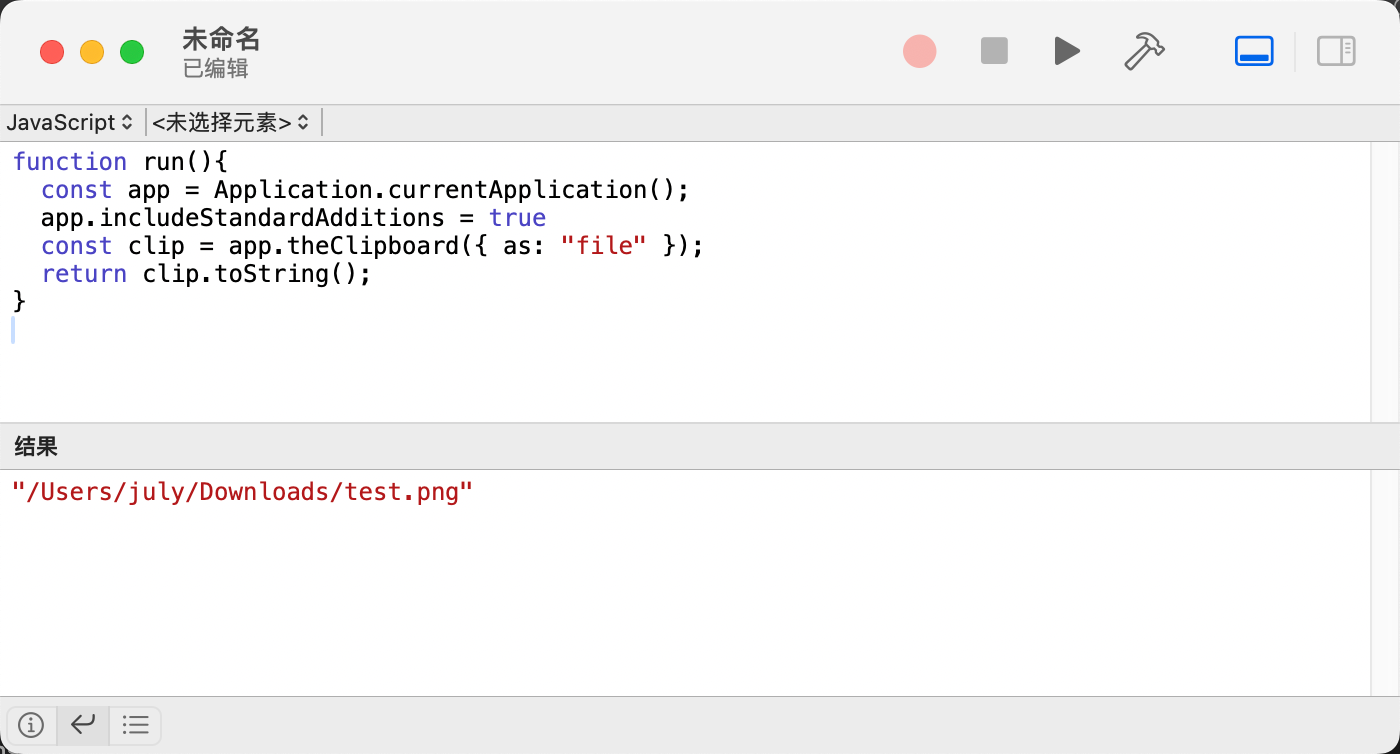 未命名
已编辑
JavaScript <未选择元素>
function run(){
  const app = Application.currentApplication();
  app.includeStandardAdditions = true
  const clip = app.theClipboard({ as: "file" });
  return clip.toString();
}
结果
"/Users/july/Downloads/test.png"